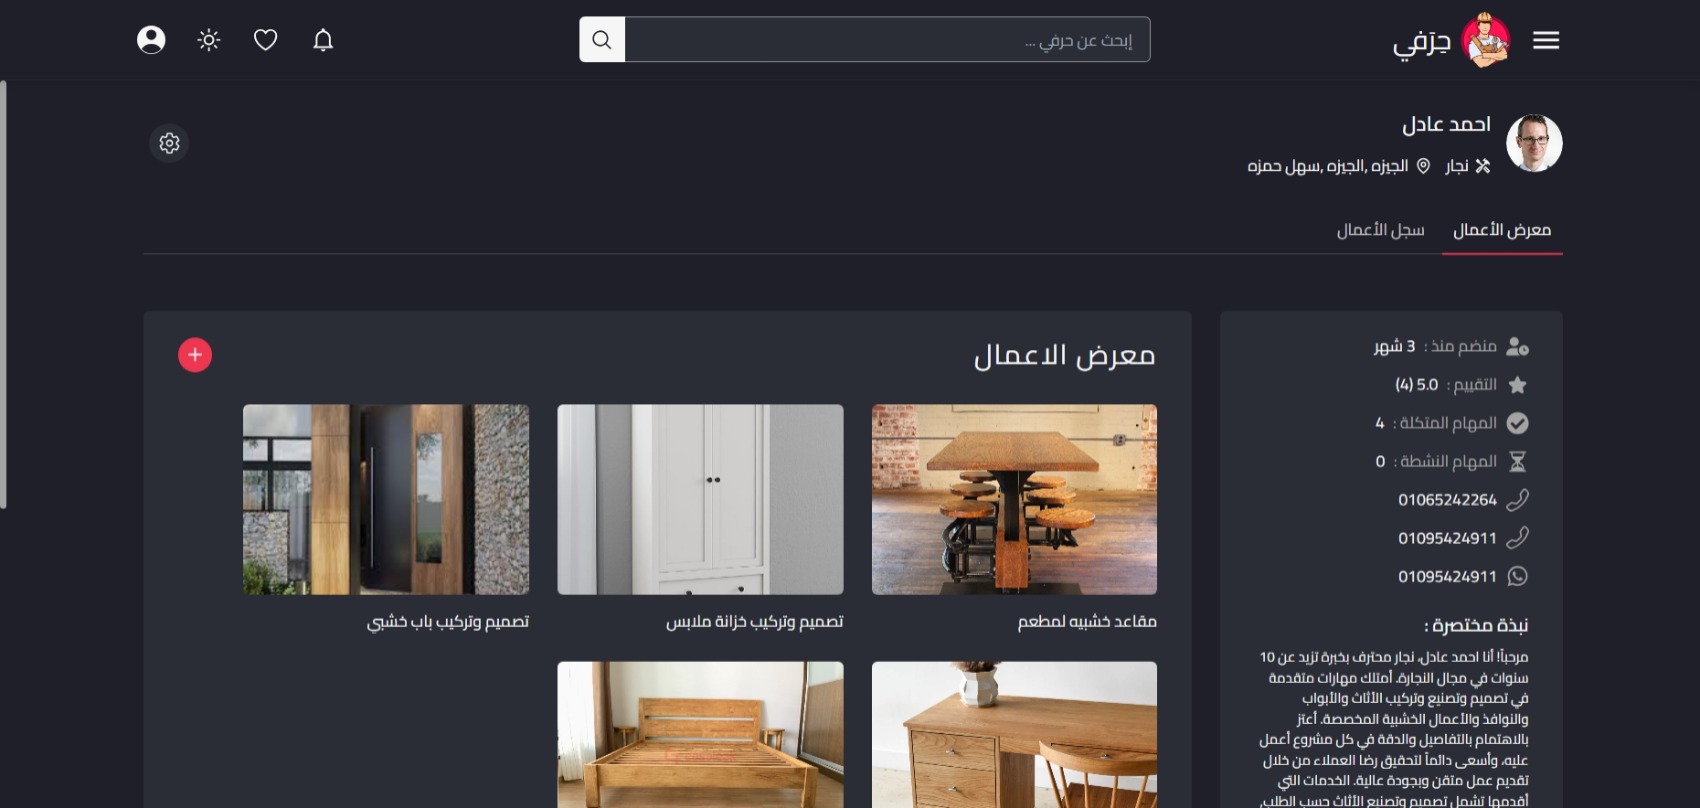 حِرَفي
إبحث عن حرفي ...
احمد عادل
نجار الجيزه ,الجيزه ,سهل حمزه
معرض الأعمال
سجل الأعمال
منضم منذ : 3 شهر
التقييم : 5.0 (4)
المهام المتكلة : 4
المهام النشطة : 0
01065242264
01095424911
01095424911
نبذة مختصرة :
مرحباً! أنا احمد عادل، نجار محترف بخبرة تزيد عن 10
سنوات في مجال النجارة. أمتلك مهارات متقدمة
في تصميم وتصنيع وتركيب الأثاث والأبواب
والنوافذ والأعمال الخشبية المخصصة. أعتز
بالاهتمام بالتفاصيل والدقة في كل مشروع أعمل
عليه، وأسعى دائماً لتحقيق رضا العملاء من خلال
تقديم عمل متقن وبجودة عالية. الخدمات التي
أقدمها تشمل تصميم وتصنيع الأثاث حسب الطلب،
معرض الاعمال
مقاعد خشبيه لمطعم
تصميم وتركيب خزانة ملابس
تصميم وتركيب باب خشبي